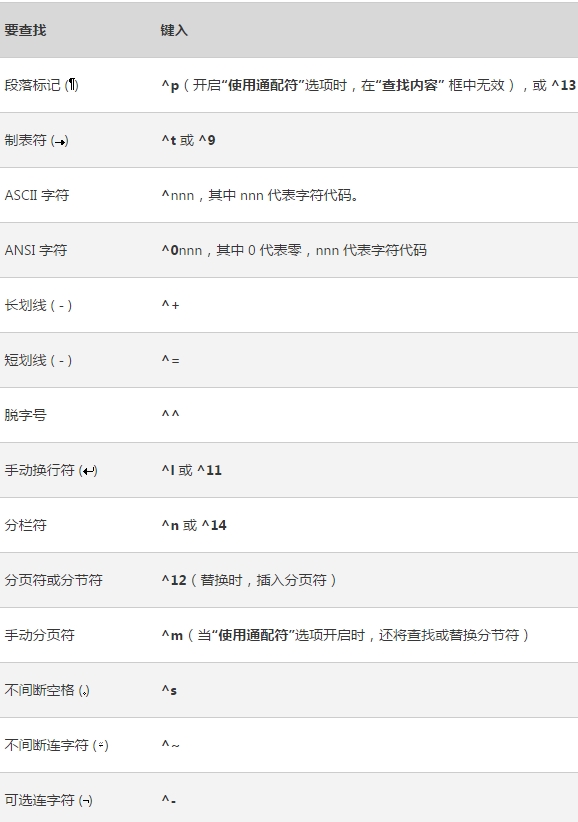 要查找 键入
段落标记 (¶) ^p（开启“使用通配符”选项时，在“查找内容” 框中无效），或 ^13
制表符 (→) ^t 或 ^9
ASCII 字符 ^nnn，其中 nnn 代表字符代码。
ANSI 字符 ^0nnn，其中 0 代表零，nnn 代表字符代码
长划线 ( - ) ^+
短划线 ( - ) ^=
脱字号 ^^
手动换行符 (↵) ^l 或 ^11
分栏符 ^n 或 ^14
分页符或分节符 ^12（替换时，插入分页符）
手动分页符 ^m（当“使用通配符”选项开启时，还将查找或替换分节符）
不间断空格 (。) ^s
不间断连字符 () ^~
可选连字符 (¬) ^-